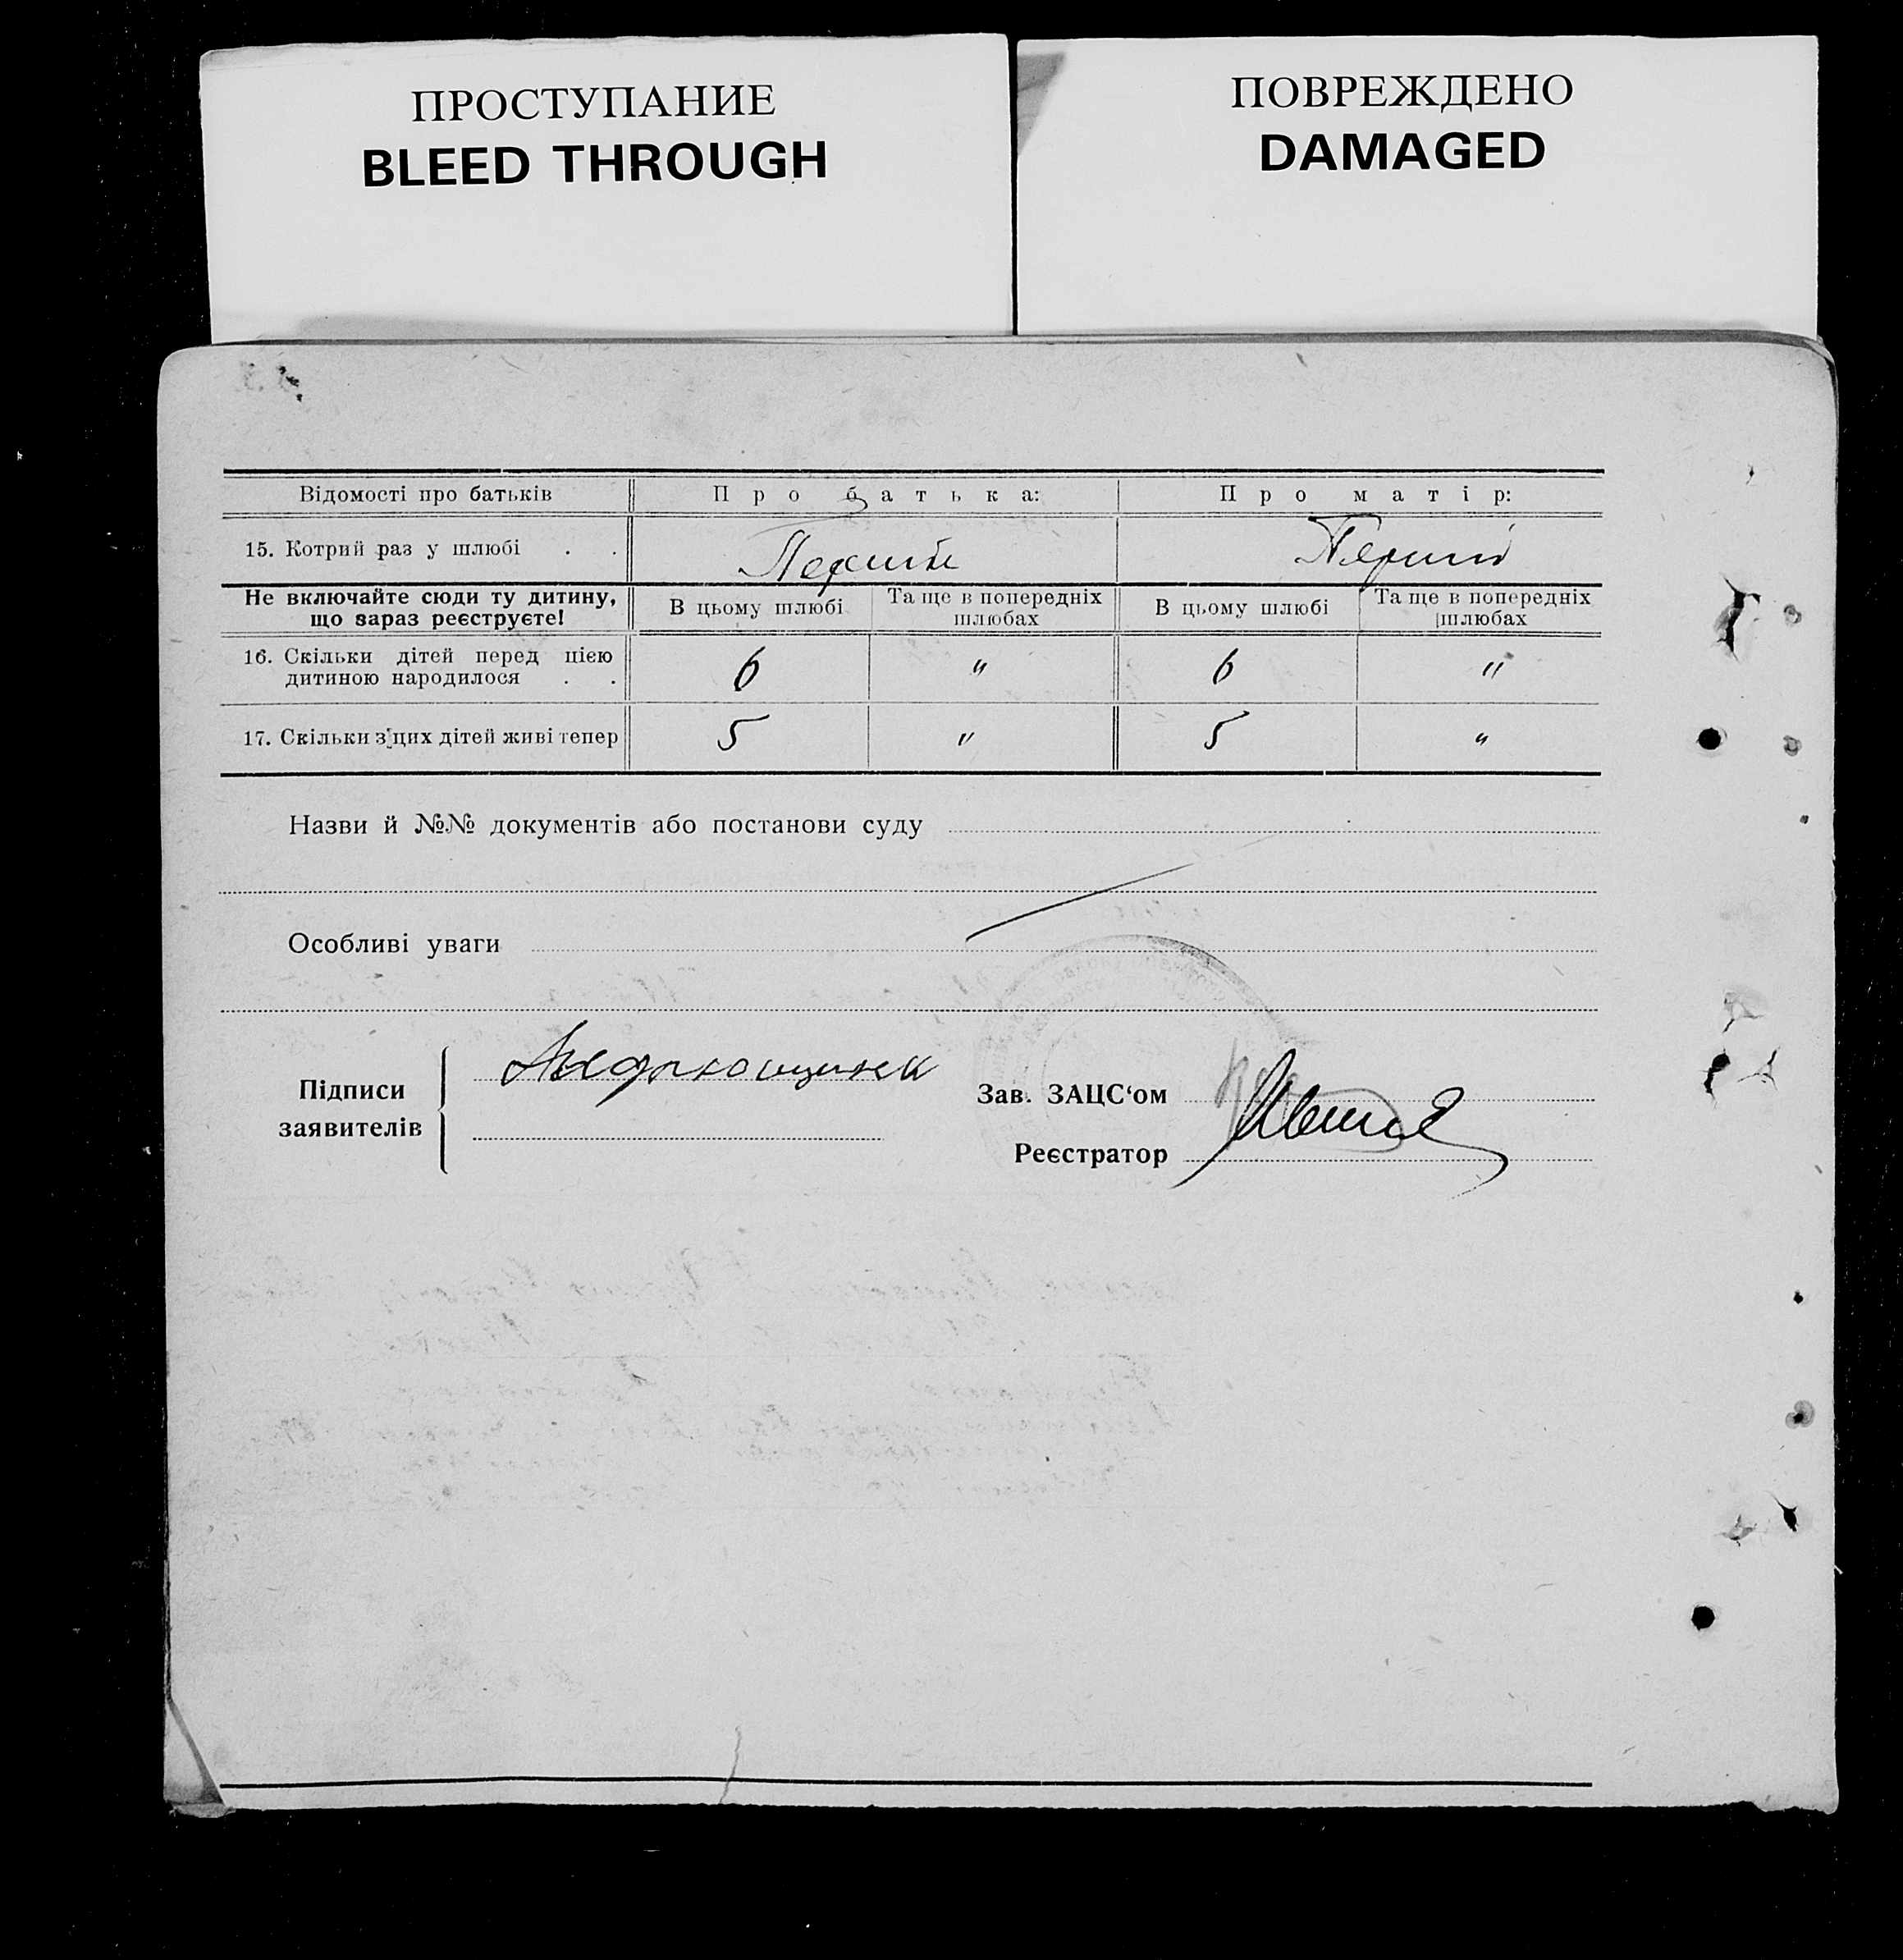 ПРОСТУПАНИЕ
BLEED THROUGH
ПОВРЕЖДЕНО
DAMAGED
Відомості про батьків Про батька: Про матір:
15. Котрий раз у шлюбі . . Перший Перший
Не включайте сюди ту дитину, що зараз реєструєте! В цьому шлюбі Та ще в попередніх шлюбах В цьому шлюбі Та ще в попередніх шлюбах
16. Скільки дітей перед цією
дитиною народилося . . 6 " 6 "
17. Скільки з цих дітей живі тепер 5 " 5 "
Назви й №№ документів або постанови суду
Особливі уваги
Підписи
заявителів
Зав. ЗАЦС‘ом
Реєстратор